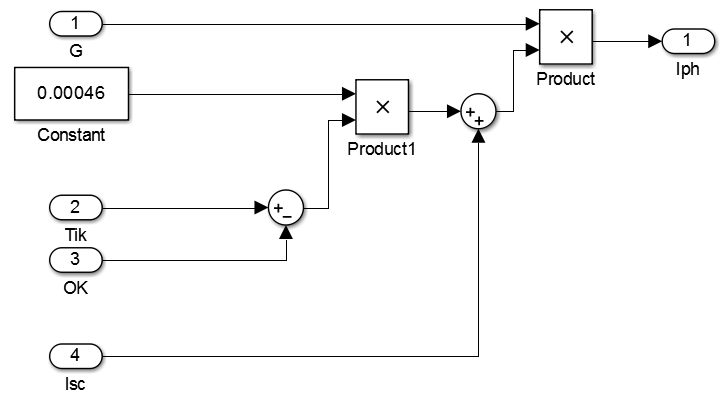 1
G
0.00046
Constant
×
Product1
2
Tik
+
−
3
OK
4
Isc
+
+
×
Product
1
Iph